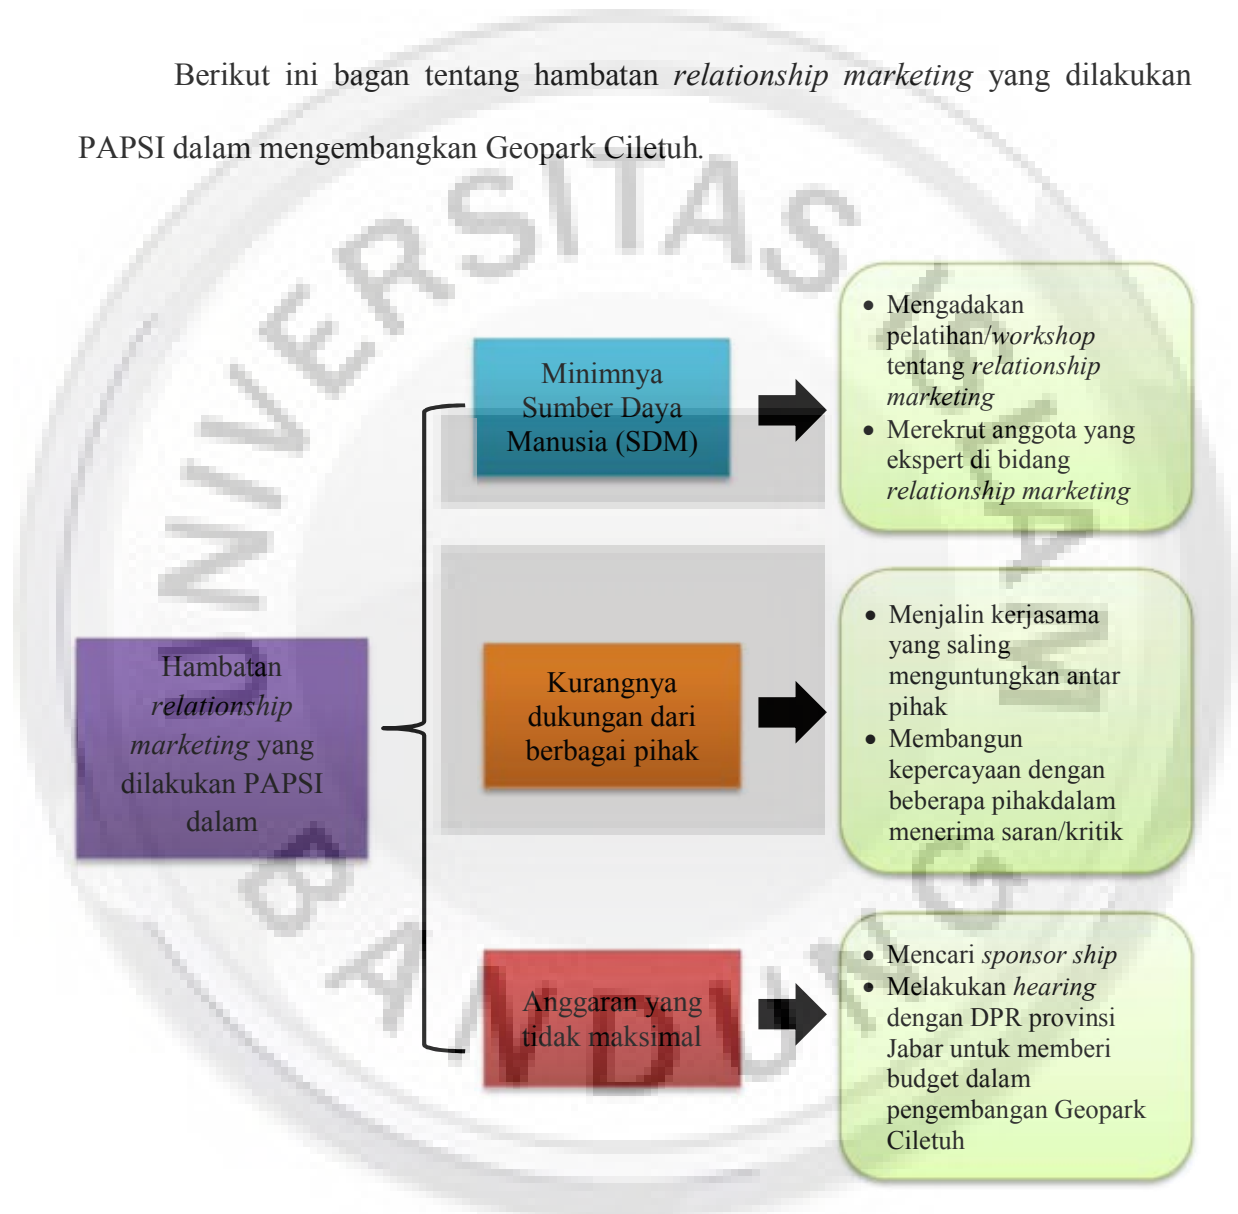 Berikut ini bagan tentang hambatan relationship marketing yang dilakukan
PAPSI dalam mengembangkan Geopark Ciletuh.
Hambatan
relationship
marketing yang
dilakukan PAPSI
dalam
Minimnya
Sumber Daya
Manusia (SDM)
• Mengadakan
pelatihan/workshop
tentang relationship
marketing
• Merekrut anggota yang
ekspert di bidang
relationship marketing
Kurangnya
dukungan dari
berbagai pihak
• Menjalin kerjasama
yang saling
menguntungkan antar
pihak
• Membangun
kepercayaan dengan
beberapa pihakdalam
menerima saran/kritik
Anggaran yang
tidak maksimal
• Mencari sponsor ship
• Melakukan hearing
dengan DPR provinsi
Jabar untuk memberi
budget dalam
pengembangan Geopark
Ciletuh
UNIVERSITAS ISLAM
BANDUNG